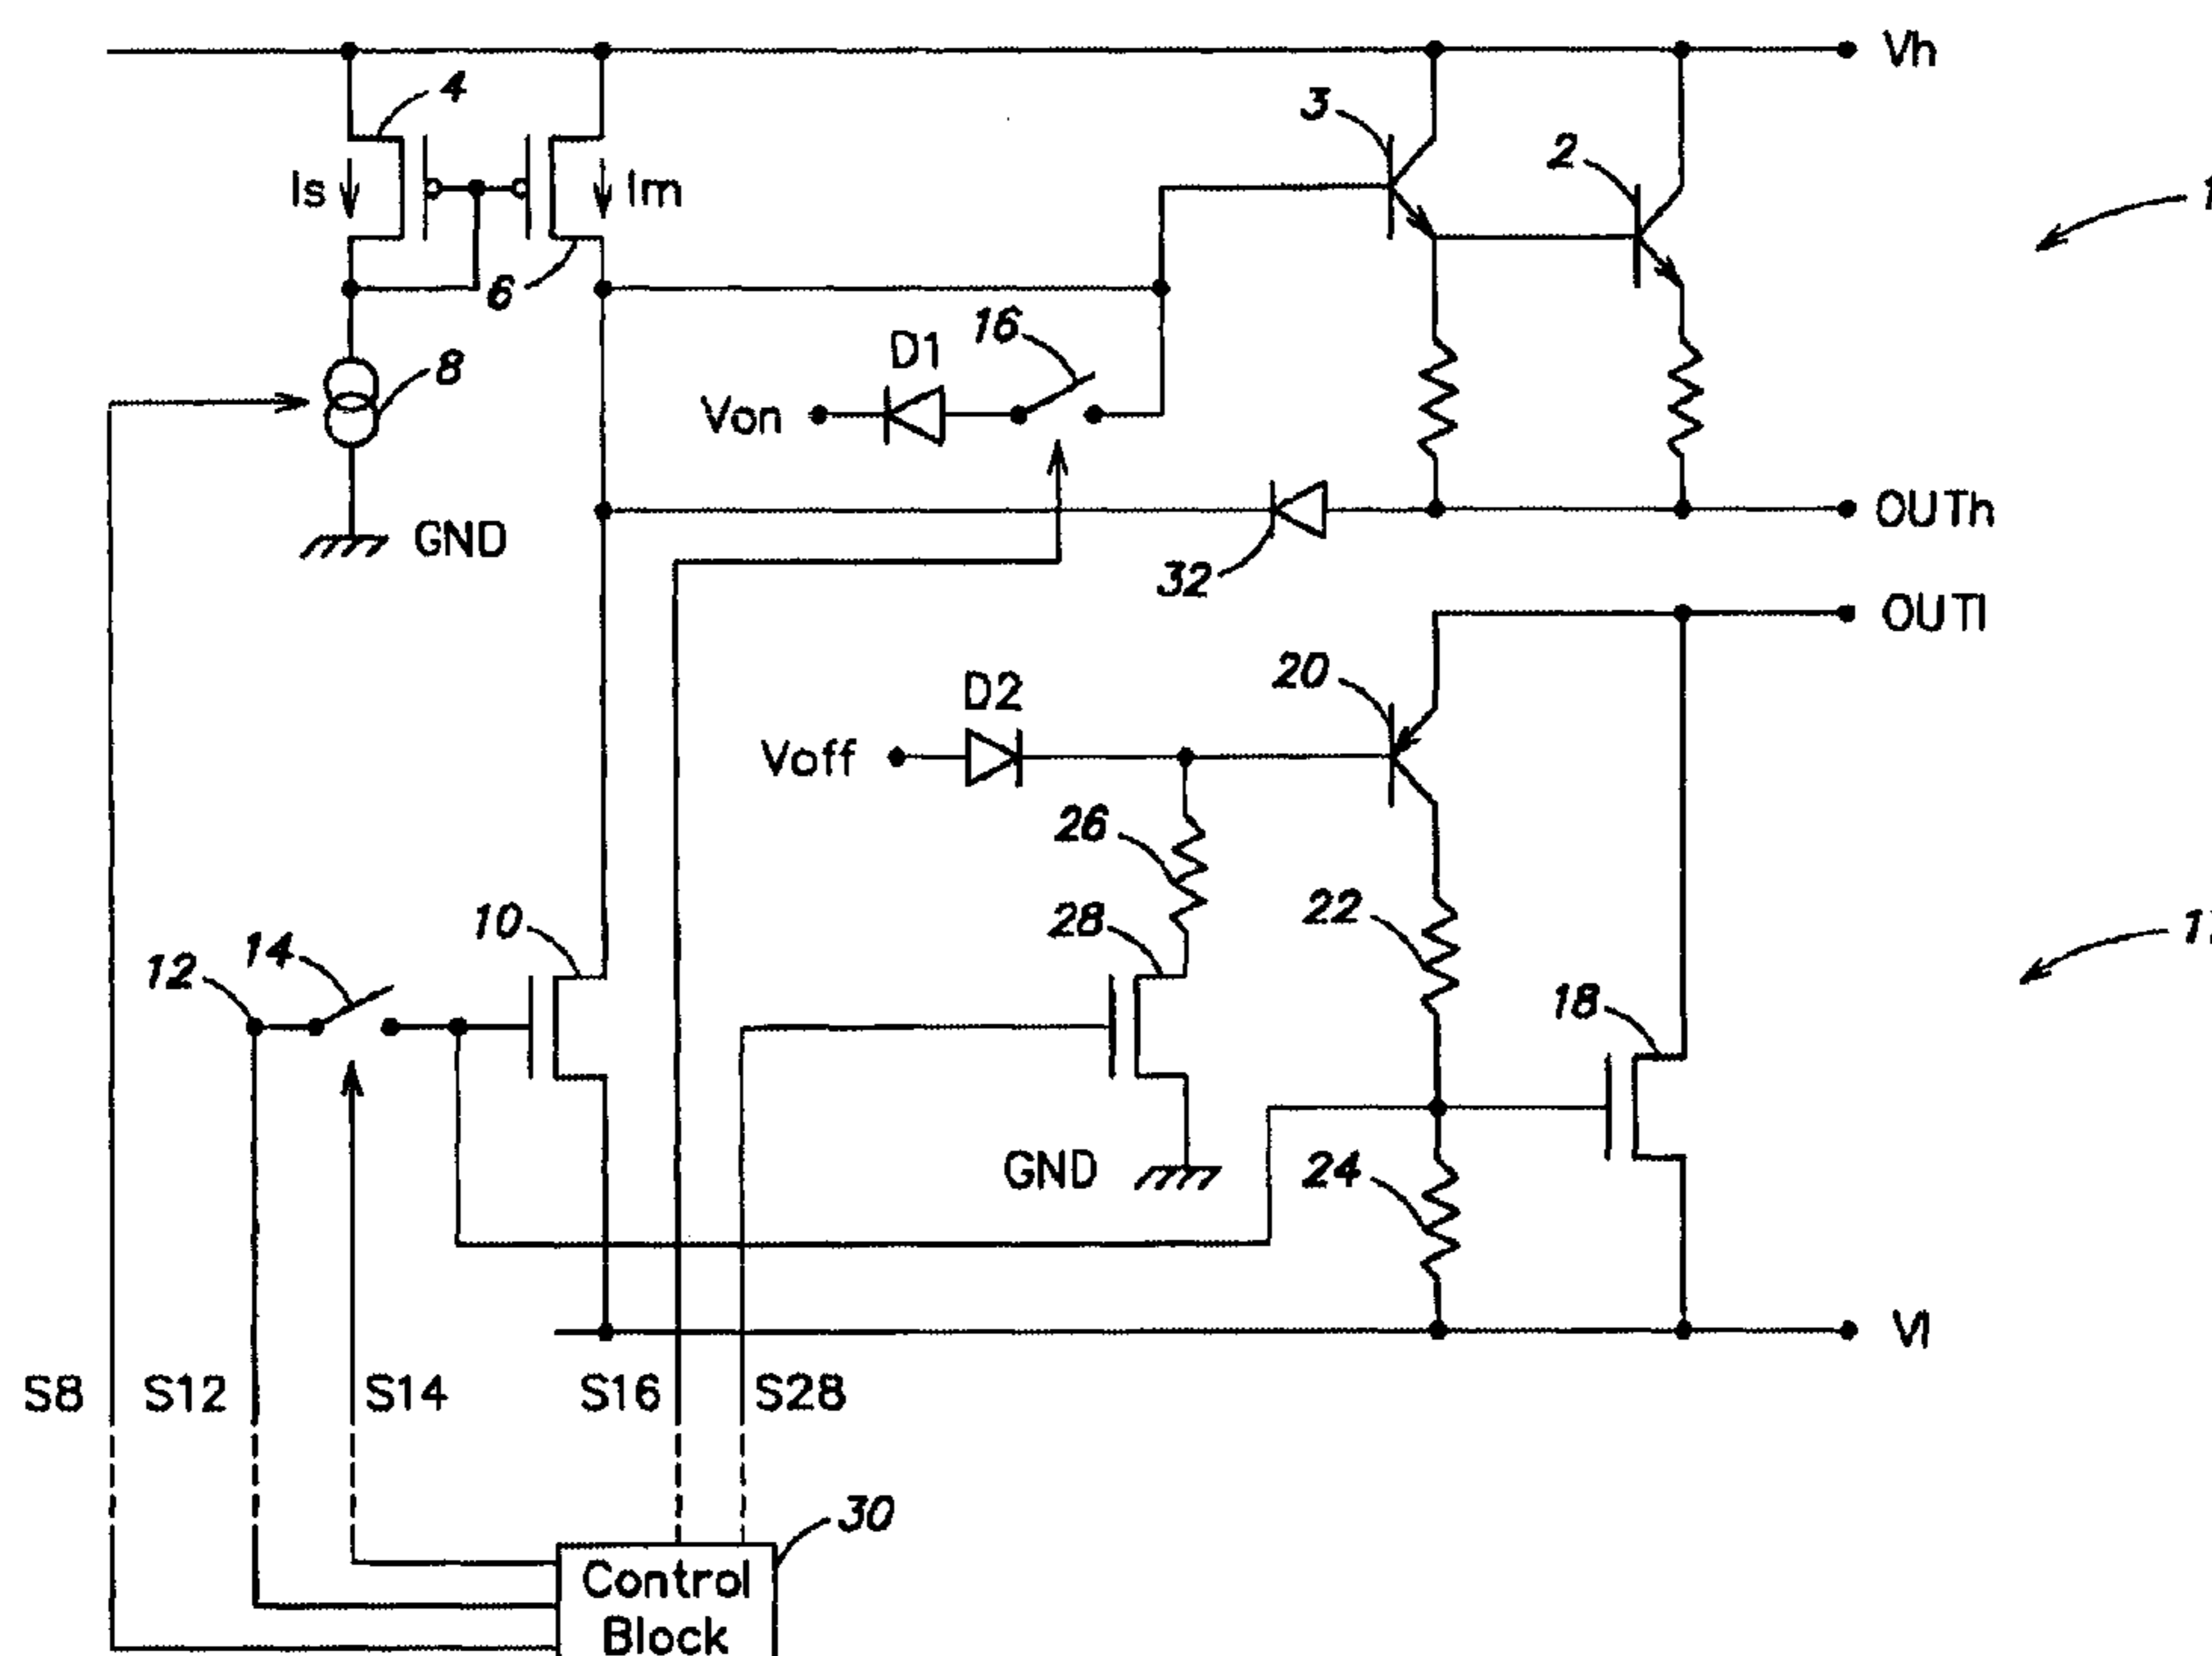 Vh
4
3
2
Is
Im
6
16
D1
8
Von
OUTh
GND
32
OUTl
20
D2
Voff
26
10
28
22
14
12
18
GND
24
Vl
S8
S12
S14
S16
S28
30
Control
Block